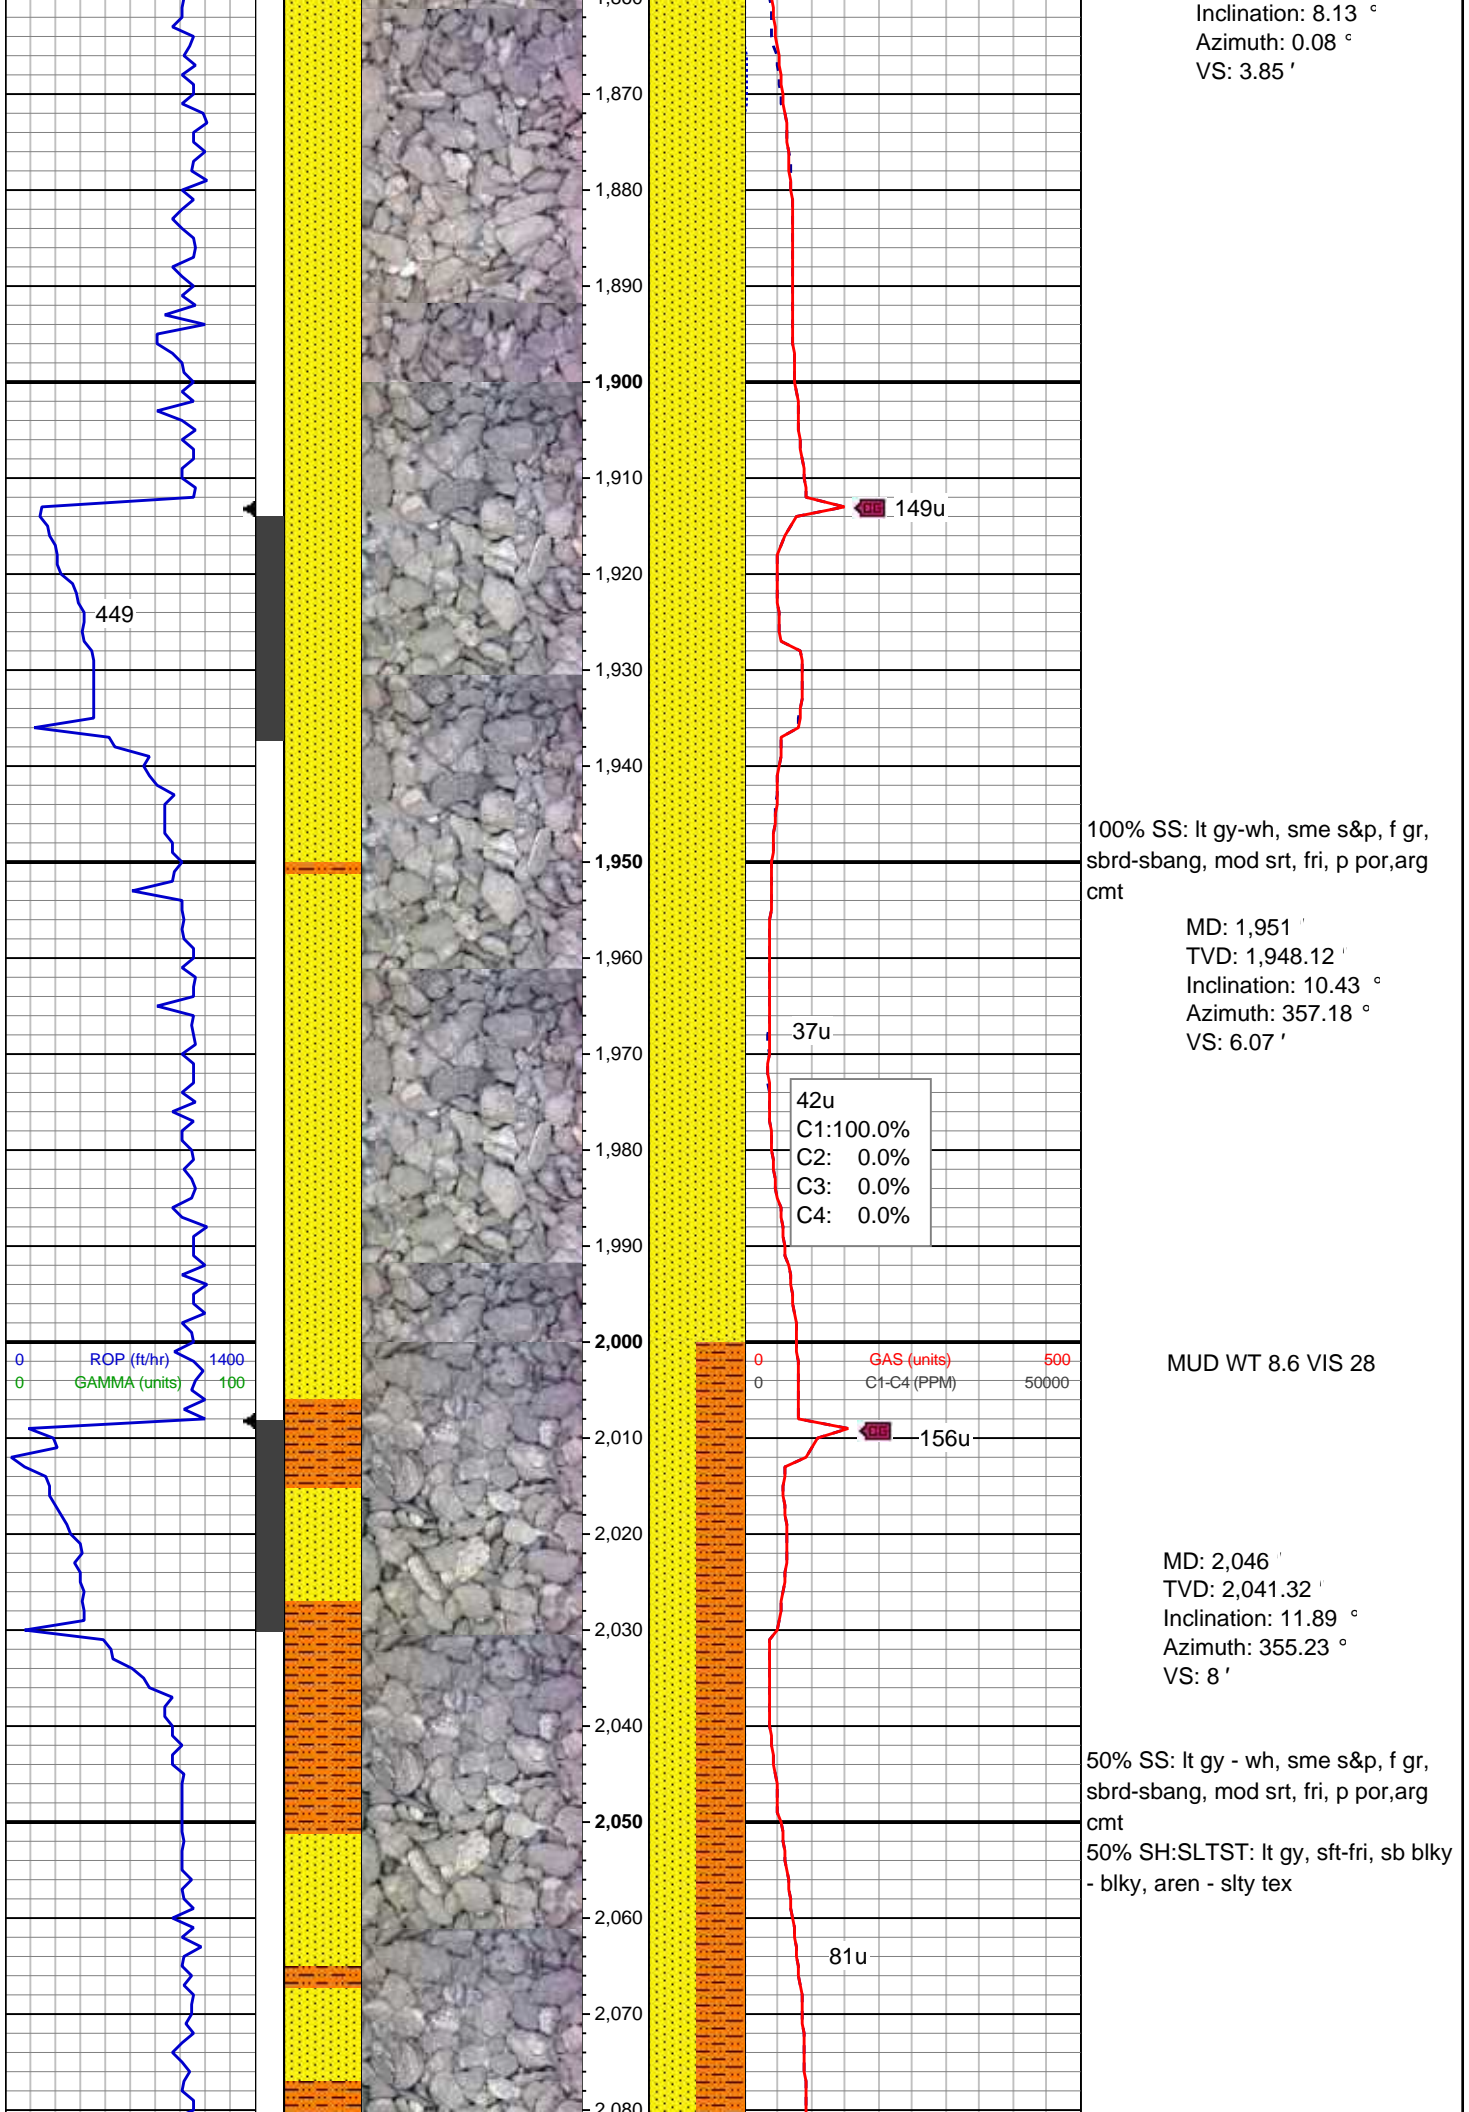 Inclination: 8.13 °
Azimuth: 0.08 °
VS: 3.85 '
1,870
1,880
1,890
1,900
1,910
149u
1,920
449
1,930
1,940
100% SS: lt gy-wh, sme s&p, f gr,
sbrd-sbang, mod srt, fri, p por,arg
cmt
1,950
MD: 1,951 '
TVD: 1,948.12 '
Inclination: 10.43 °
Azimuth: 357.18 °
VS: 6.07 '
1,960
37u
1,970
42u
C1:100.0%
C2: 0.0%
C3: 0.0%
C4: 0.0%
1,980
1,990
2,000
0 ROP (ft/hr) 1400
0 GAMMA (units) 100
0 GAS (units) 500
0 C1-C4 (PPM) 50000
MUD WT 8.6 VIS 28
2,010
CG 156u
2,020
MD: 2,046 '
TVD: 2,041.32 '
Inclination: 11.89 °
Azimuth: 355.23 °
VS: 8 '
2,030
2,040
50% SS: lt gy - wh, sme s&p, f gr,
sbrd-sbang, mod srt, fri, p por,arg
cmt
50% SH:SLTST: lt gy, sft-fri, sb blky
- blky, aren - slty tex
2,050
2,060
81u
2,070
2,080